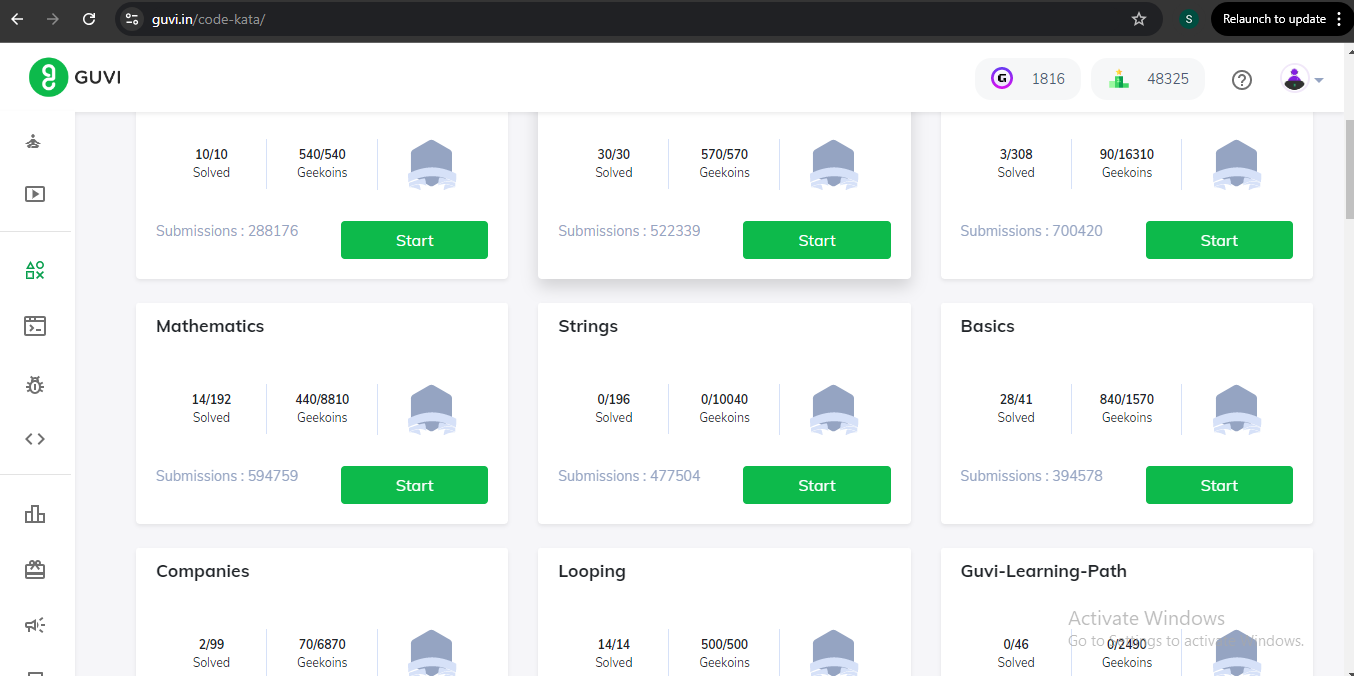 guvi.in/code-kata/
S
Relaunch to update
GUVI
G
1816
48325
10/10
Solved
540/540
Geekoins
Submissions : 288176
Start
30/30
Solved
570/570
Geekoins
Submissions : 522339
Start
3/308
Solved
90/16310
Geekoins
Submissions : 700420
Start
Mathematics
14/192
Solved
440/8810
Geekoins
Submissions : 594759
Start
Strings
0/196
Solved
0/10040
Geekoins
Submissions : 477504
Start
Basics
28/41
Solved
840/1570
Geekoins
Submissions : 394578
Start
Companies
2/99
Solved
70/6870
Geekoins
Looping
14/14
Solved
500/500
Geekoins
Guvi-Learning-Path
0/46
Solved
0/2490
Geekoins
Activate Windows
Go to Settings to activate Windows.